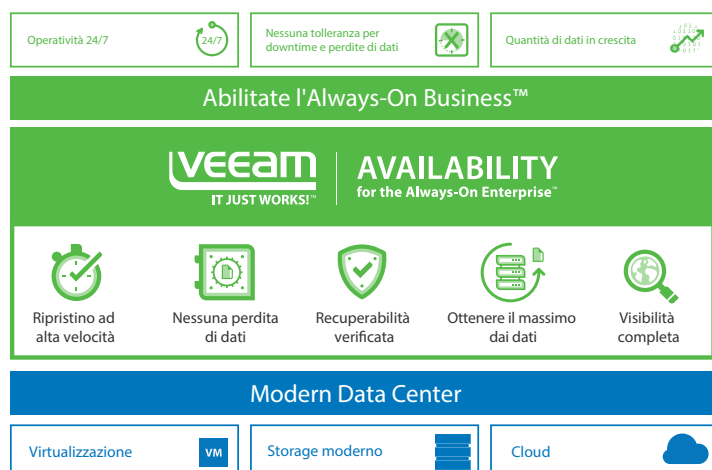 Operatività 24/7
24/7
Nessuna tolleranza per
downtime e perdite di dati
Quantità di dati in crescita
Abilitate l'Always-On Business™
veeam
IT JUST WORKS!™
AVAILABILITY
for the Always-On Enterprise™
Ripristino ad
alta velocità
Nessuna perdita
di dati
Recuperabilità
verificata
Ottenere il massimo
dai dati
Visibilità
completa
Modern Data Center
Virtualizzazione
VM
Storage moderno
Cloud